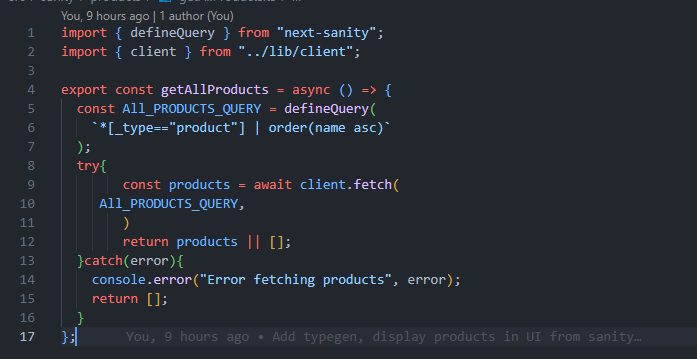 You, 9 hours ago | 1 author (You)
1 import { defineQuery } from "next-sanity";
2 import { client } from "../lib/client";
3
4 export const getAllProducts = async () => {
5   const All_PRODUCTS_QUERY = defineQuery(
6     `*[_type=="product"] | order(name asc)`
7   );
8   try{
9         const products = await client.fetch(
10      All_PRODUCTS_QUERY,
11        )
12        return products || [];
13  }catch(error){
14    console.error("Error fetching products", error);
15    return [];
16  }
17 };     You, 9 hours ago • Add typegen, display products in UI from sanity…